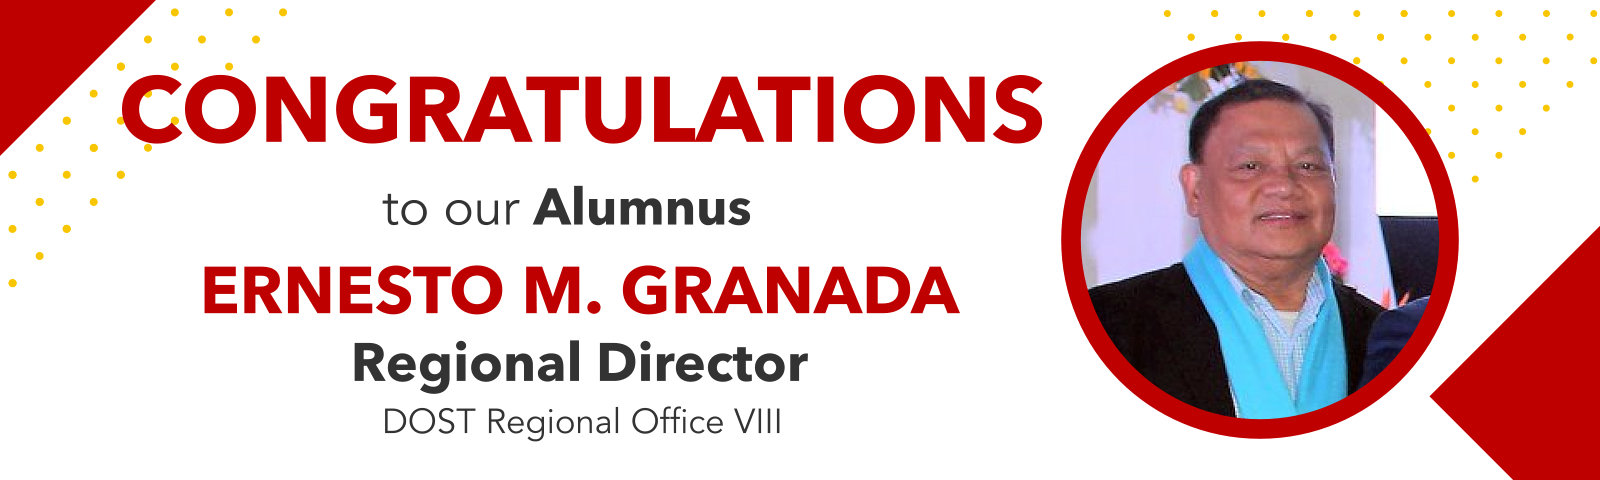 CONGRATULATIONS
to our Alumnus
ERNESTO M. GRANADA
Regional Director
DOST Regional Office VIII